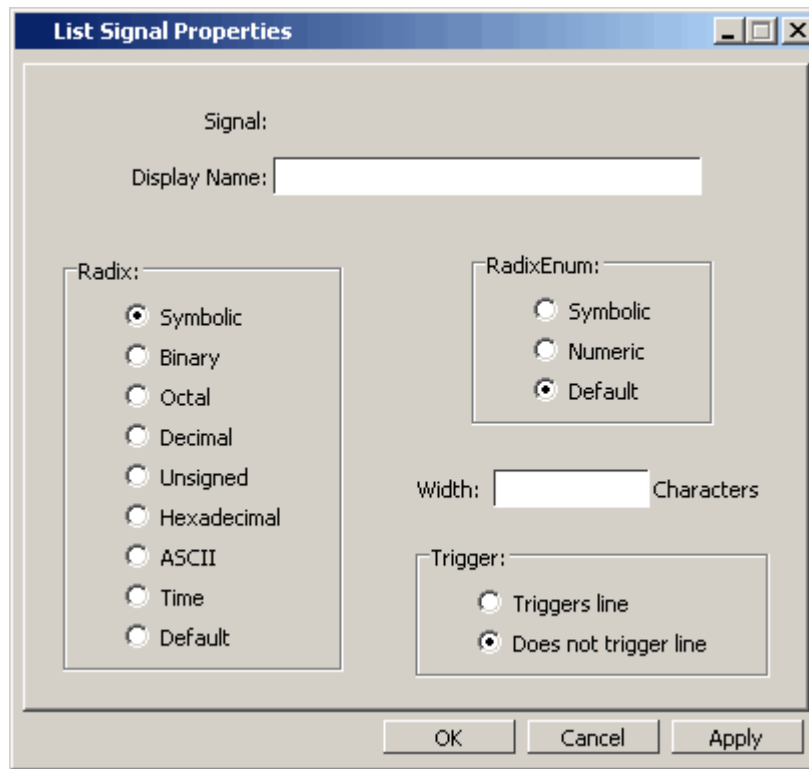 List Signal Properties
Signal:
Display Name:
Radix:
Symbolic
Binary
Octal
Decimal
Unsigned
Hexadecimal
ASCII
Time
Default
RadixEnum:
Symbolic
Numeric
Default
Width: Characters
Trigger:
Triggers line
Does not trigger line
OK Cancel Apply